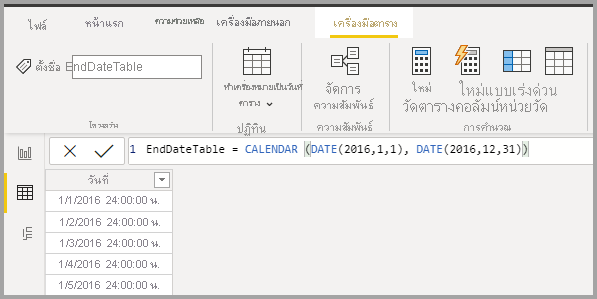 ไฟล์ หน้าแรก ความช่วยเหลือ เครื่องมือภายนอก เครื่องมือตาราง
ตั้งชื่อ EndDateTable
ทำเครื่องหมายเป็นวันที่
ตาราง
จัดการ
ความสัมพันธ์
ใหม่ ใหม่แบบเร่งด่วน
วัดตารางคอลัมน์หน่วยวัด
โครงสร้าง ปฏิทิน ความสัมพันธ์ การคำนวณ
1 EndDateTable = CALENDAR (DATE(2016,1,1), DATE(2016,12,31))
วันที่
1/1/2016 24:00:00 น.
1/2/2016 24:00:00 น.
1/3/2016 24:00:00 น.
1/4/2016 24:00:00 น.
1/5/2016 24:00:00 น.